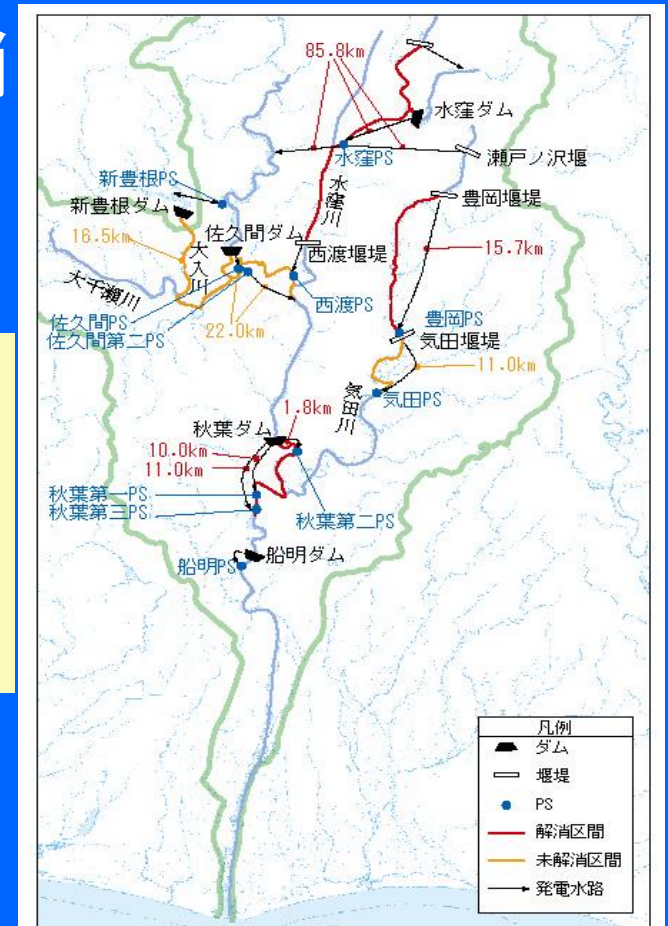 消
85.8km
水窪ダム
水窪PS
瀬戸ノ沢堰
新豊根PS
新豊根ダム
水窪川
豊岡堰堤
佐久間ダム
西渡堰堤
16.5km
大入川
15.7km
大千瀬川
西渡PS
佐久間PS
佐久間第二PS
22.0km
豊岡PS
気田堰堤
11.0km
気田川
気田PS
1.8km
秋葉ダム
10.0km
11.0km
秋葉第一PS
秋葉第三PS
秋葉第二PS
船明ダム
船明PS
凡例
ダム
堰堤
PS
解消区間
未解消区間
発電水路